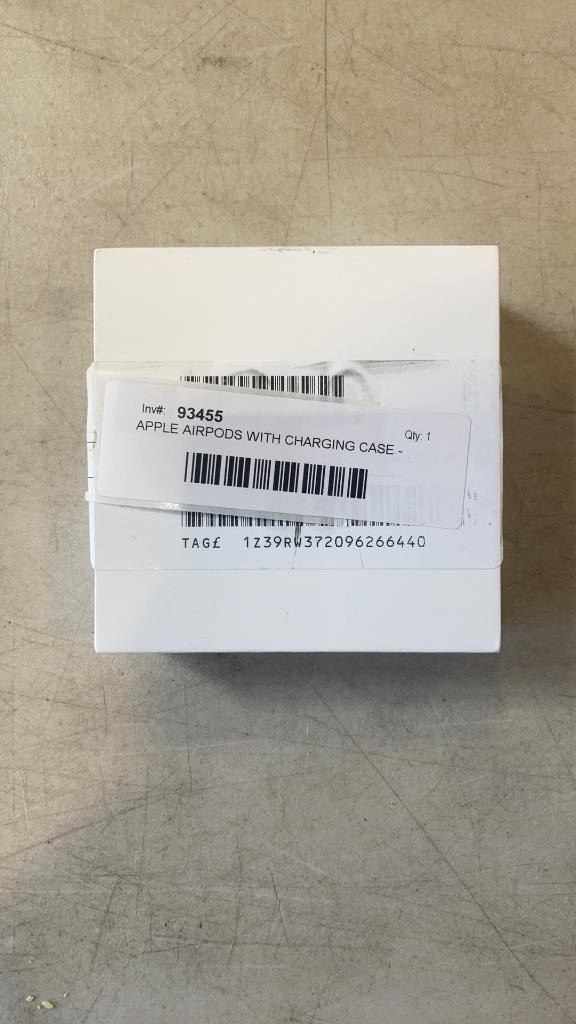 Inv#: 93455
Qty: 1
APPLE AIRPODS WITH CHARGING CASE -
TAG£ 1Z39RW372096266440